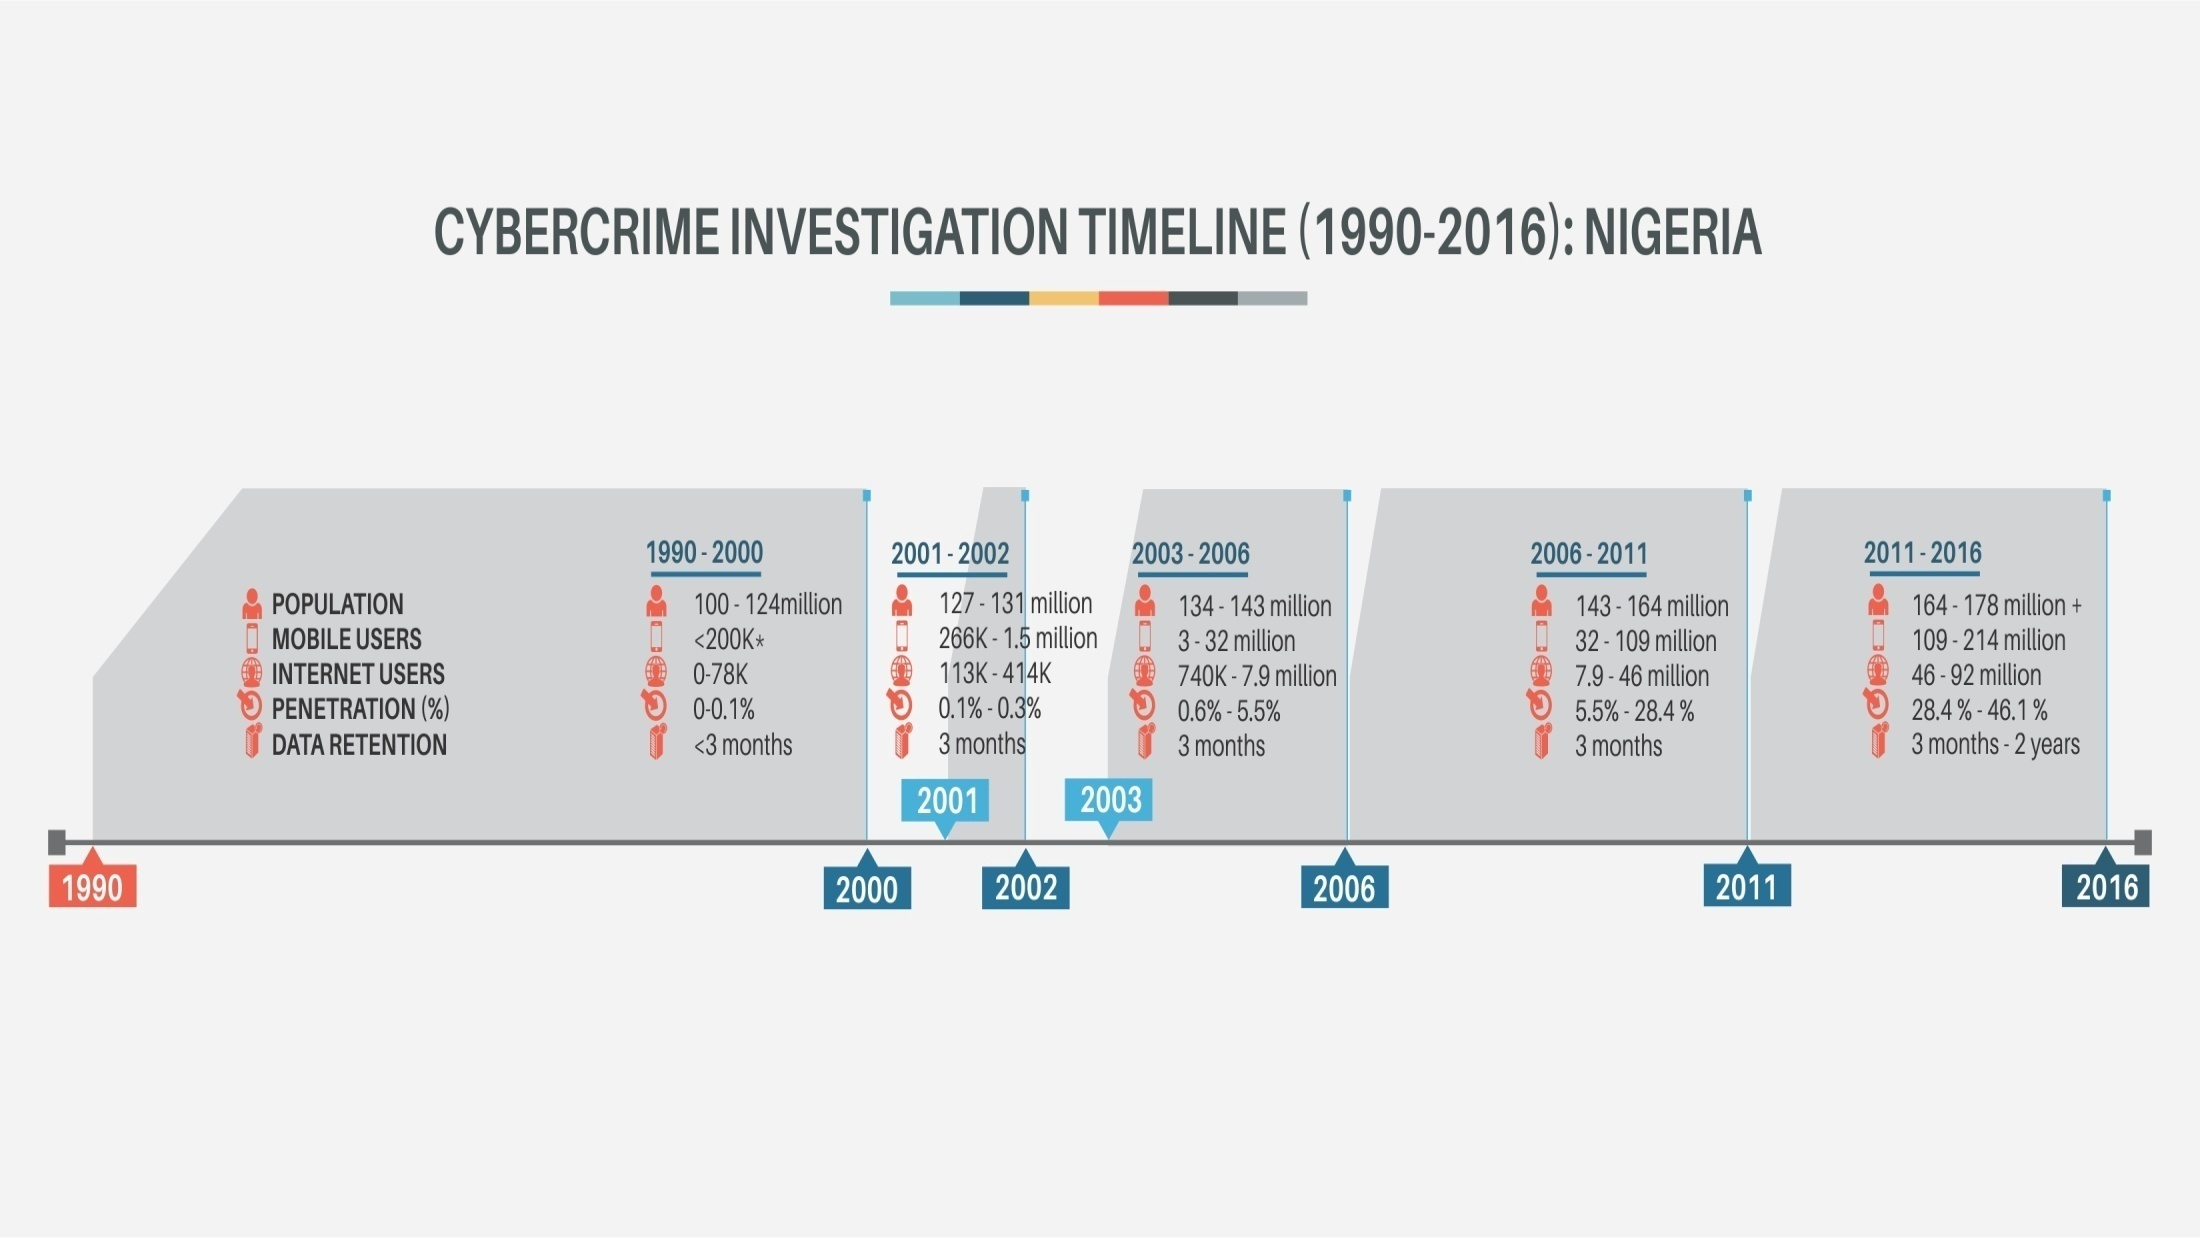 CYBERCRIME INVESTIGATION TIMELINE (1990-2016): NIGERIA
POPULATION
MOBILE USERS
INTERNET USERS
PENETRATION (%)
DATA RETENTION
1990 - 2000
100 - 124million
<200K*
0-78K
0-0.1%
<3 months
2001 - 2002
127 - 131 million
266K - 1.5 million
113K - 414K
0.1% - 0.3%
3 months
2003 - 2006
134 - 143 million
3 - 32 million
740K - 7.9 million
0.6% - 5.5%
3 months
2006 - 2011
143 - 164 million
32 - 109 million
7.9 - 46 million
5.5% - 28.4 %
3 months
2011 - 2016
164 - 178 million +
109 - 214 million
46 - 92 million
28.4 % - 46.1 %
3 months - 2 years
2001
2003
1990
2000
2002
2006
2011
2016